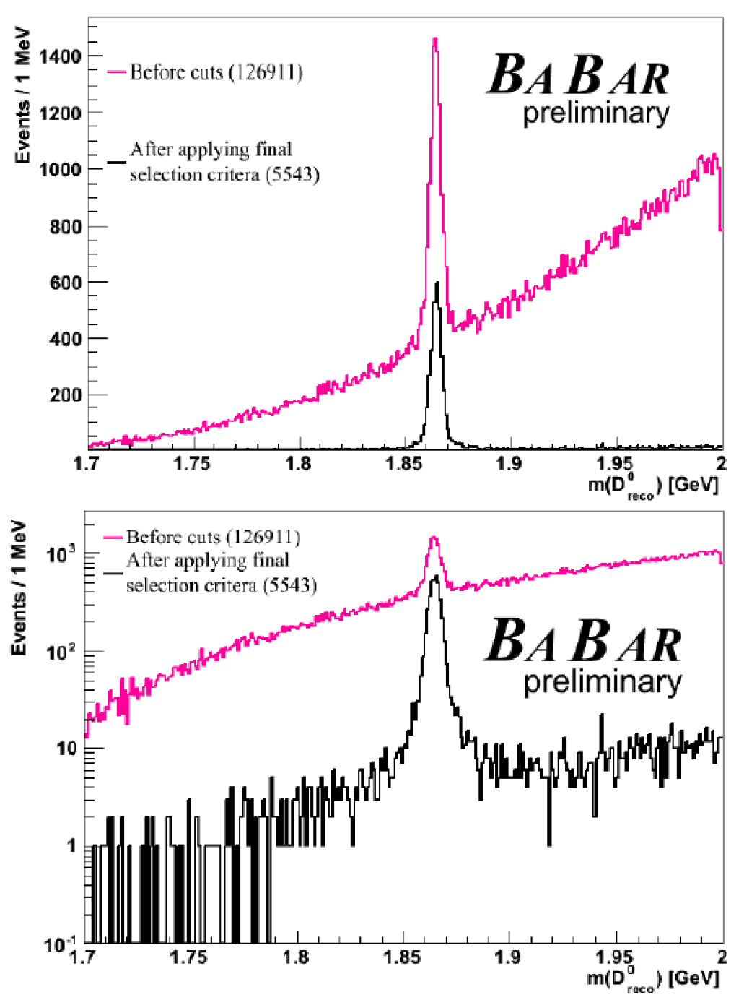 Events / 1 MeV
1400
1200
1000
800
600
400
200
Before cuts (126911)
After applying final
selection critera (5543)
BABAR
preliminary
1.7 1.75 1.8 1.85 1.9 1.95 2
m(D⁰reco) [GeV]
Events / 1 MeV
10³
10²
10
1
10⁻¹
Before cuts (126911)
After applying final
selection critera (5543)
BABAR
preliminary
1.7 1.75 1.8 1.85 1.9 1.95 2
m(D⁰reco) [GeV]